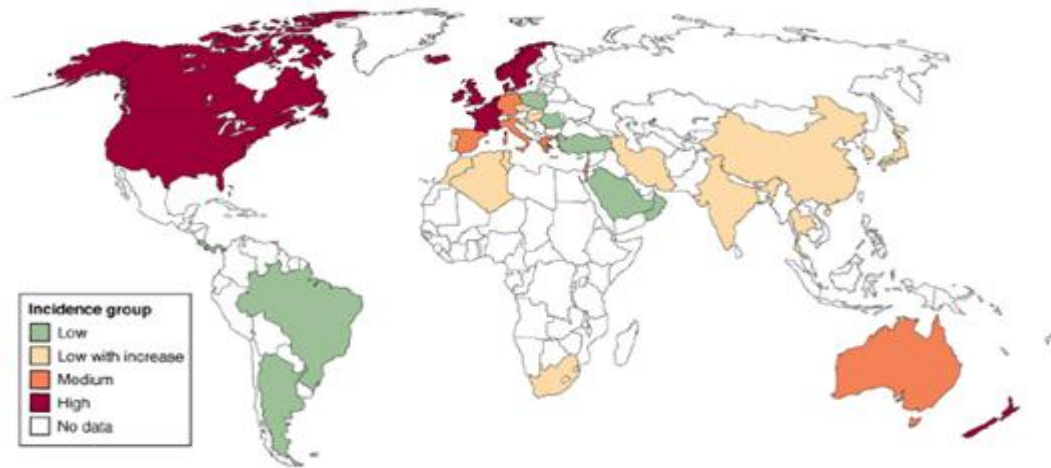 Incidence group
Low
Low with increase
Medium
High
No data